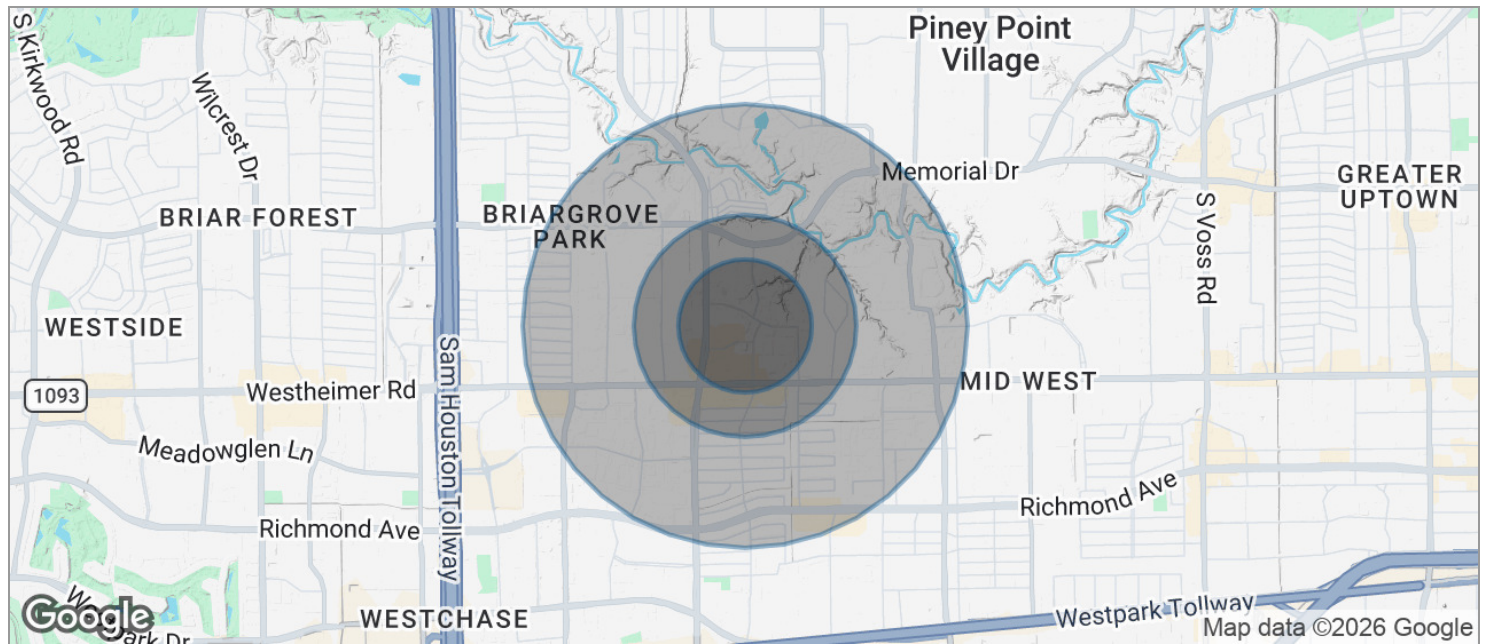 S Kirkwood Rd
Wilcrest Dr
Piney Point
Village
Memorial Dr
GREATER
UPTOWN
BRIAR FOREST
BRIARGROVE
PARK
S Voss Rd
WESTSIDE
Sam Houston Tollway
1093
Westheimer Rd
MID WEST
Meadowglen Ln
Richmond Ave
Richmond Ave
WESTCHASE
Westpark Tollway
Google
Map data ©2026 Google